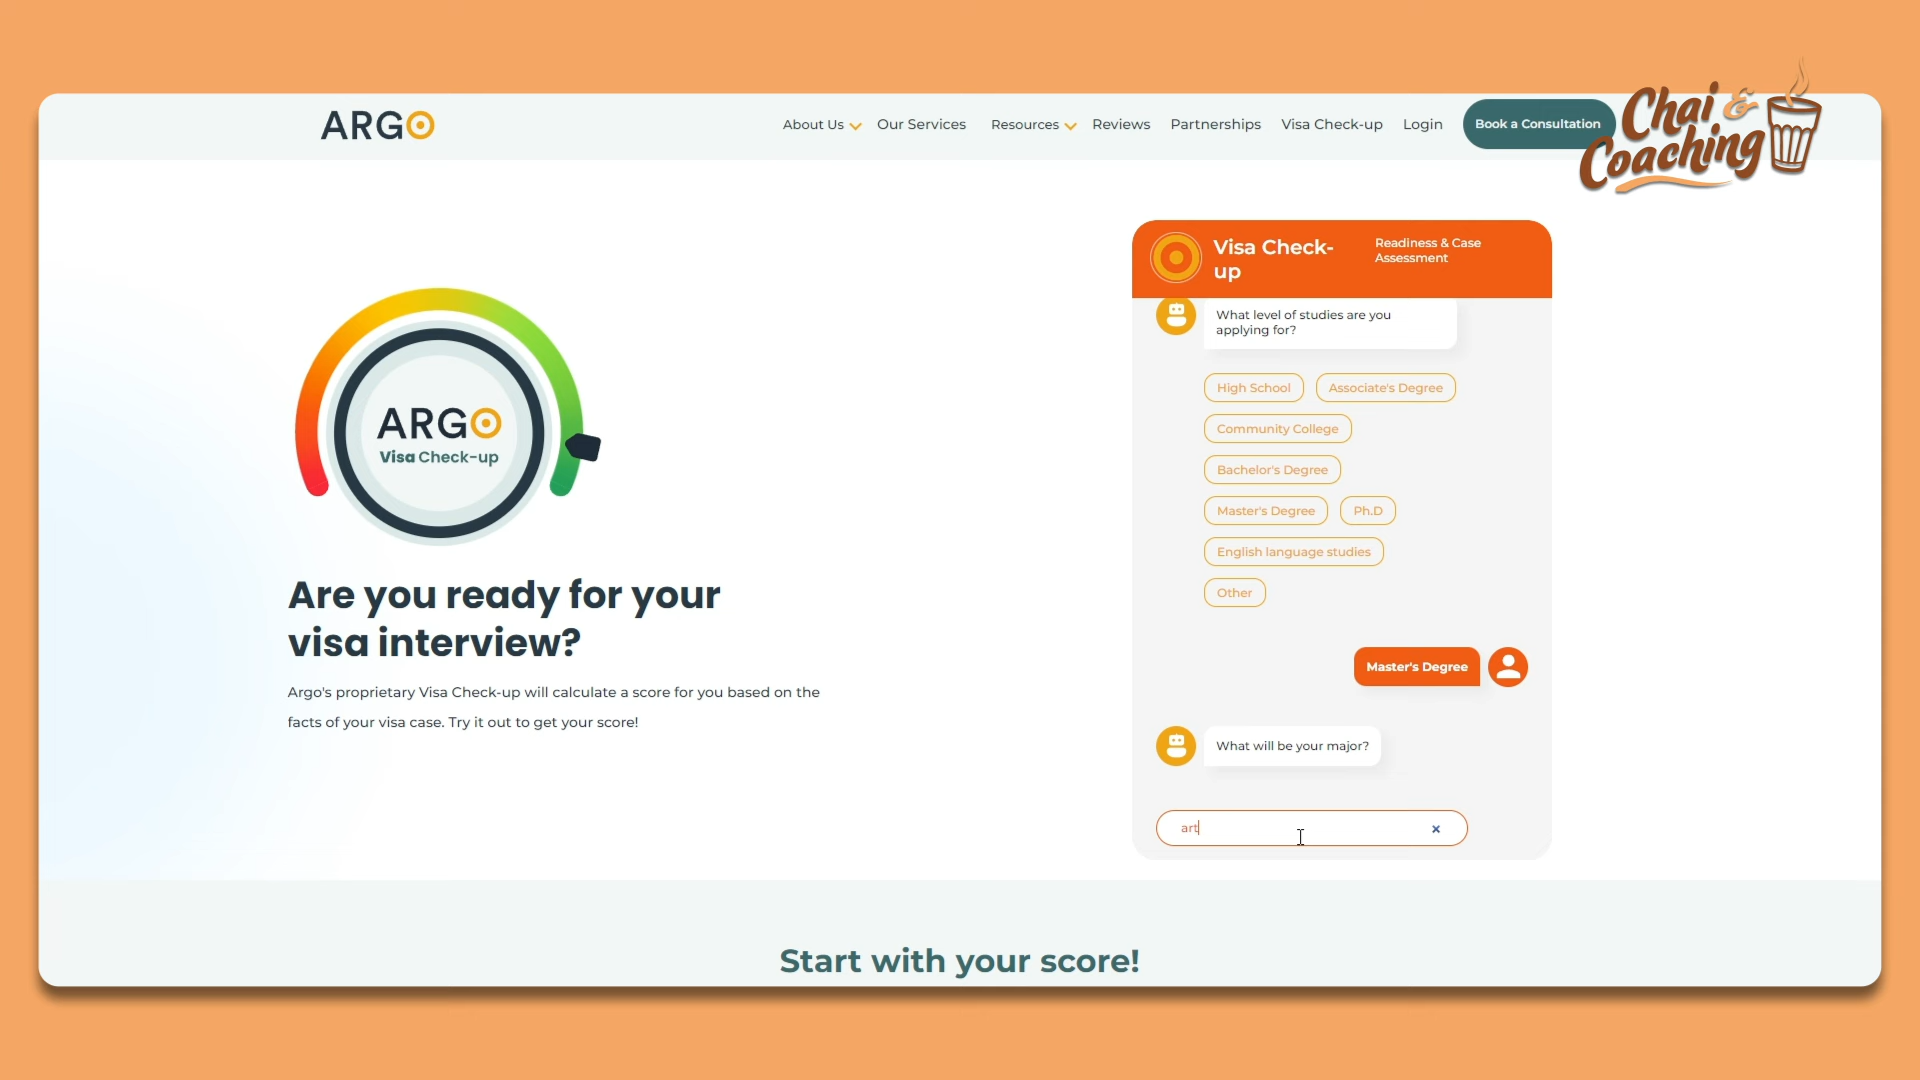 ARGO
About Us
Our Services
Resources
Reviews
Partnerships
Visa Check-up
Login
Book a Consultation
Chai &
Coaching
ARGO
Visa Check-up
Are you ready for your
visa interview?
Argo's proprietary Visa Check-up will calculate a score for you based on the
facts of your visa case. Try it out to get your score!
Visa Check-
up
Readiness & Case
Assessment
What level of studies are you
applying for?
High School
Associate's Degree
Community College
Bachelor's Degree
Master's Degree
Ph.D
English language studies
Other
Master's Degree
What will be your major?
art
Start with your score!